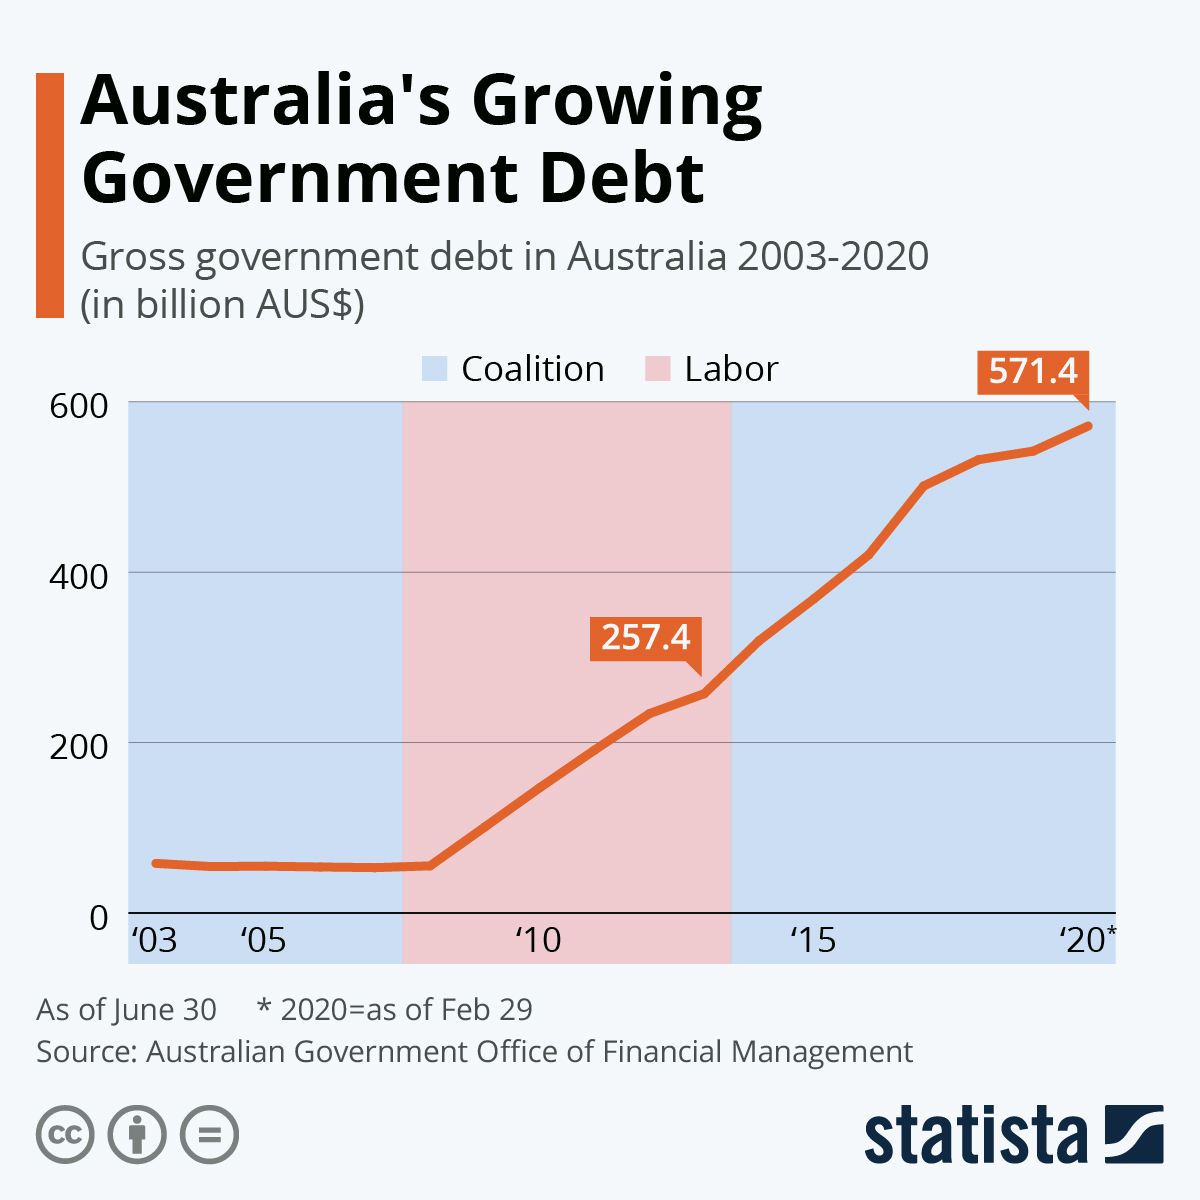 Australia's Growing
Government Debt
Gross government debt in Australia 2003-2020
(in billion AUS$)
Coalition
Labor
571.4
600
400
257.4
200
0
‘03
‘05
‘10
‘15
‘20*
As of June 30 * 2020=as of Feb 29
Source: Australian Government Office of Financial Management
cc
=
statista